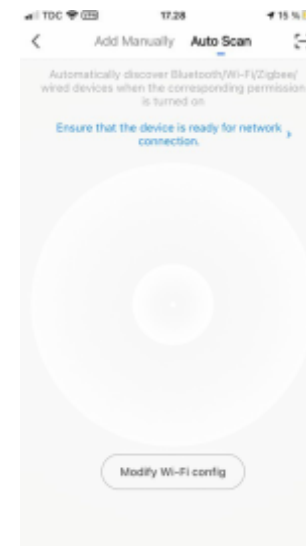 TDC 17.28 15 %
Add Manually Auto Scan
Automatically discover Bluetooth/Wi-Fi/Zigbee/
wired devices when the corresponding permission
is turned on
Ensure that the device is ready for network
connection.
Modify Wi-Fi config